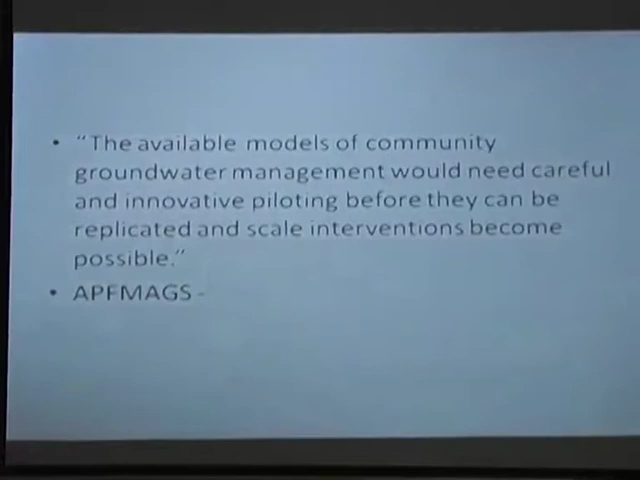 • “The available models of community
groundwater management would need careful
and innovative piloting before they can be
replicated and scale interventions become
possible.”
• APFMAGS -